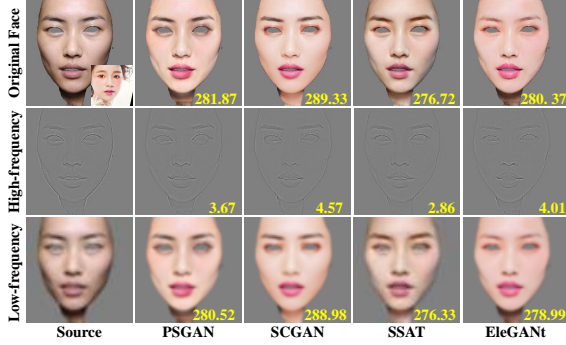 Original Face
281.87
289.33
276.72
280. 37
High-frequency
3.67
4.57
2.86
4.01
Low-frequency
280.52
288.98
276.33
278.99
Source
PSGAN
SCGAN
SSAT
EleGANt